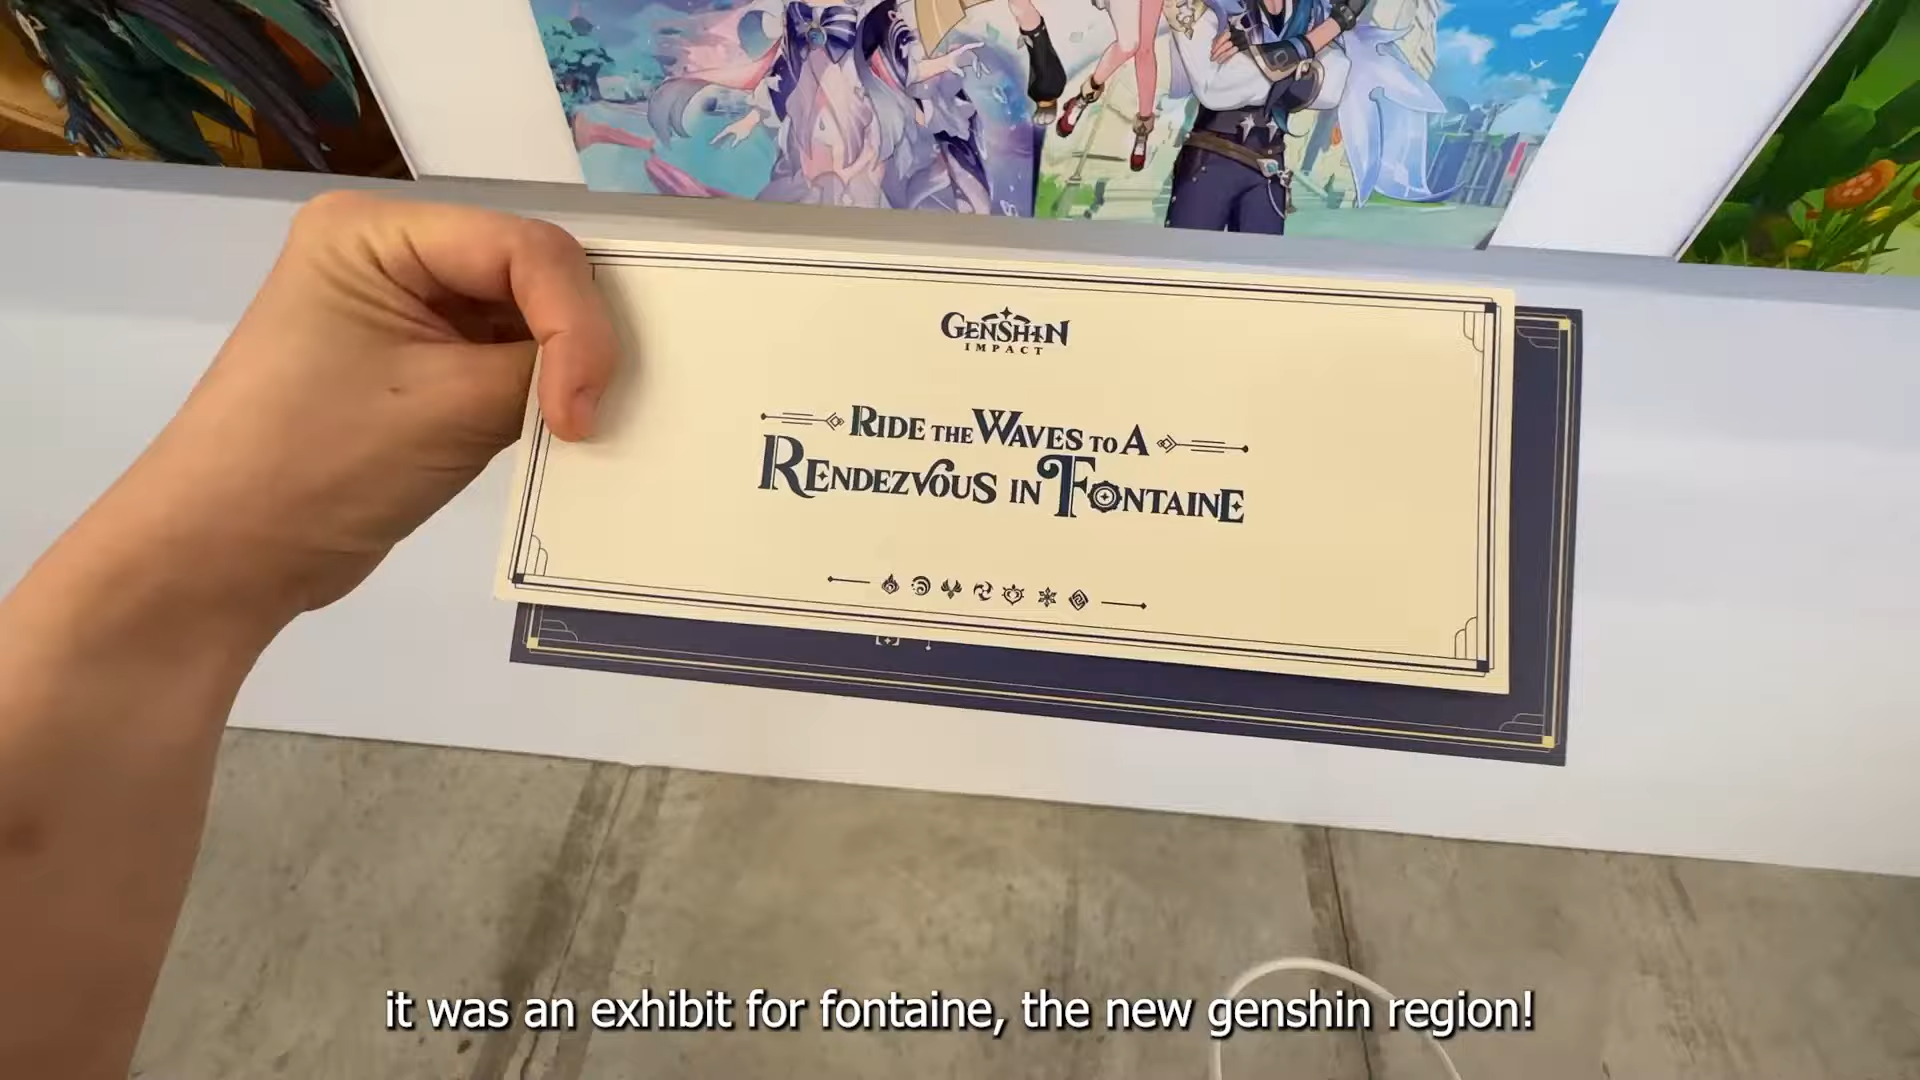 GENSHIN
IMPACT
RIDE THE WAVES TO A
RENDEZVOUS IN FONTAINE
it was an exhibit for fontaine, the new genshin region!